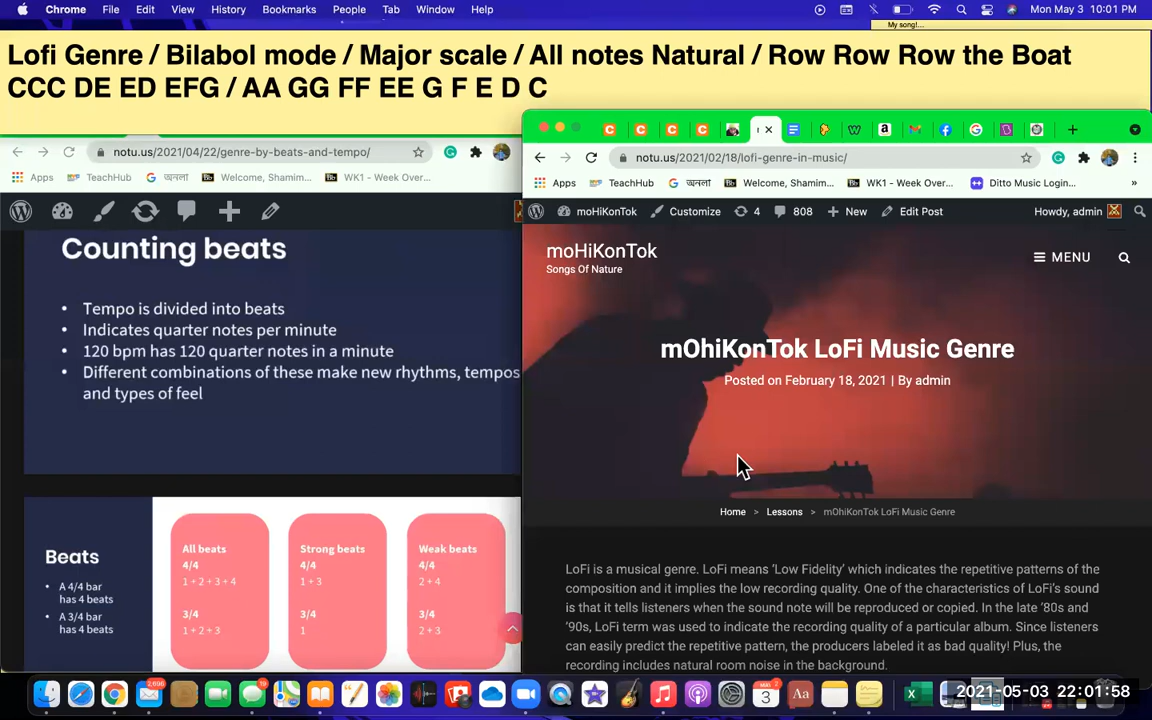 Chrome File Edit View History Bookmarks People Tab Window Help Mon May 3 10:01 PM
My song!...
Lofi Genre / Bilabol mode / Major scale / All notes Natural / Row Row Row the Boat
CCC DE ED EFG / AA GG FF EE G F E D C
notu.us/2021/04/22/genre-by-beats-and-tempo/
Apps TeachHub অনলা Welcome, Shamim... WK1 - Week Over...
Counting beats
• Tempo is divided into beats
• Indicates quarter notes per minute
• 120 bpm has 120 quarter notes in a minute
• Different combinations of these make new rhythms, tempos
and types of feel
Beats
• A 4/4 bar
has 4 beats
• A 3/4 bar
has 4 beats
All beats
4/4
1 + 2 + 3 + 4
3/4
1 + 2 + 3
Strong beats
4/4
1 + 3
3/4
1
Weak beats
4/4
2 + 4
3/4
2 + 3
notu.us/2021/02/18/lofi-genre-in-music/
Apps TeachHub অনলা Welcome, Shamim... WK1 - Week Over... Ditto Music Login... »
moHiKonTok Customize 4 808 New Edit Post Howdy, admin
moHiKonTok
Songs Of Nature
MENU
mOhiKonTok LoFi Music Genre
Posted on February 18, 2021 | By admin
Home > Lessons > mOhiKonTok LoFi Music Genre
LoFi is a musical genre. LoFi means ‘Low Fidelity’ which indicates the repetitive patterns of the
composition and it implies the low recording quality. One of the characteristics of LoFi’s sound
is that it tells listeners when the sound note will be reproduced or copied. In the late ’80s and
’90s, LoFi term was used to indicate the recording quality of a particular album. Since listeners
can easily predict the repetitive pattern, the producers labeled it as bad quality! Plus, the
recording includes natural room noise in the background.
2021-05-03 22:01:58